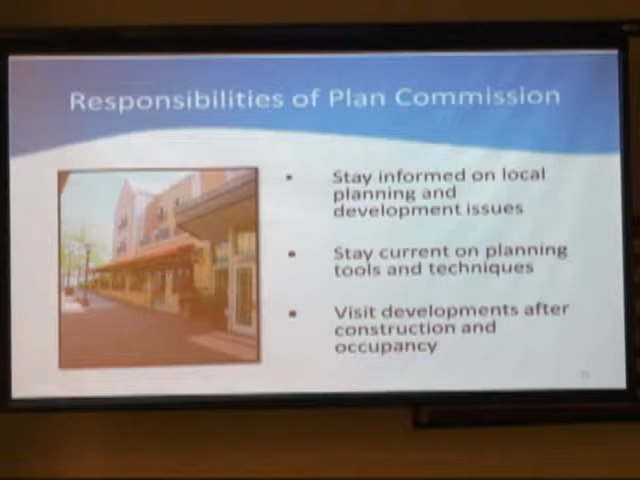 Responsibilities of Plan Commission
• Stay informed on local
planning and
development issues
• Stay current on planning
tools and techniques
• Visit developments after
construction and
occupancy